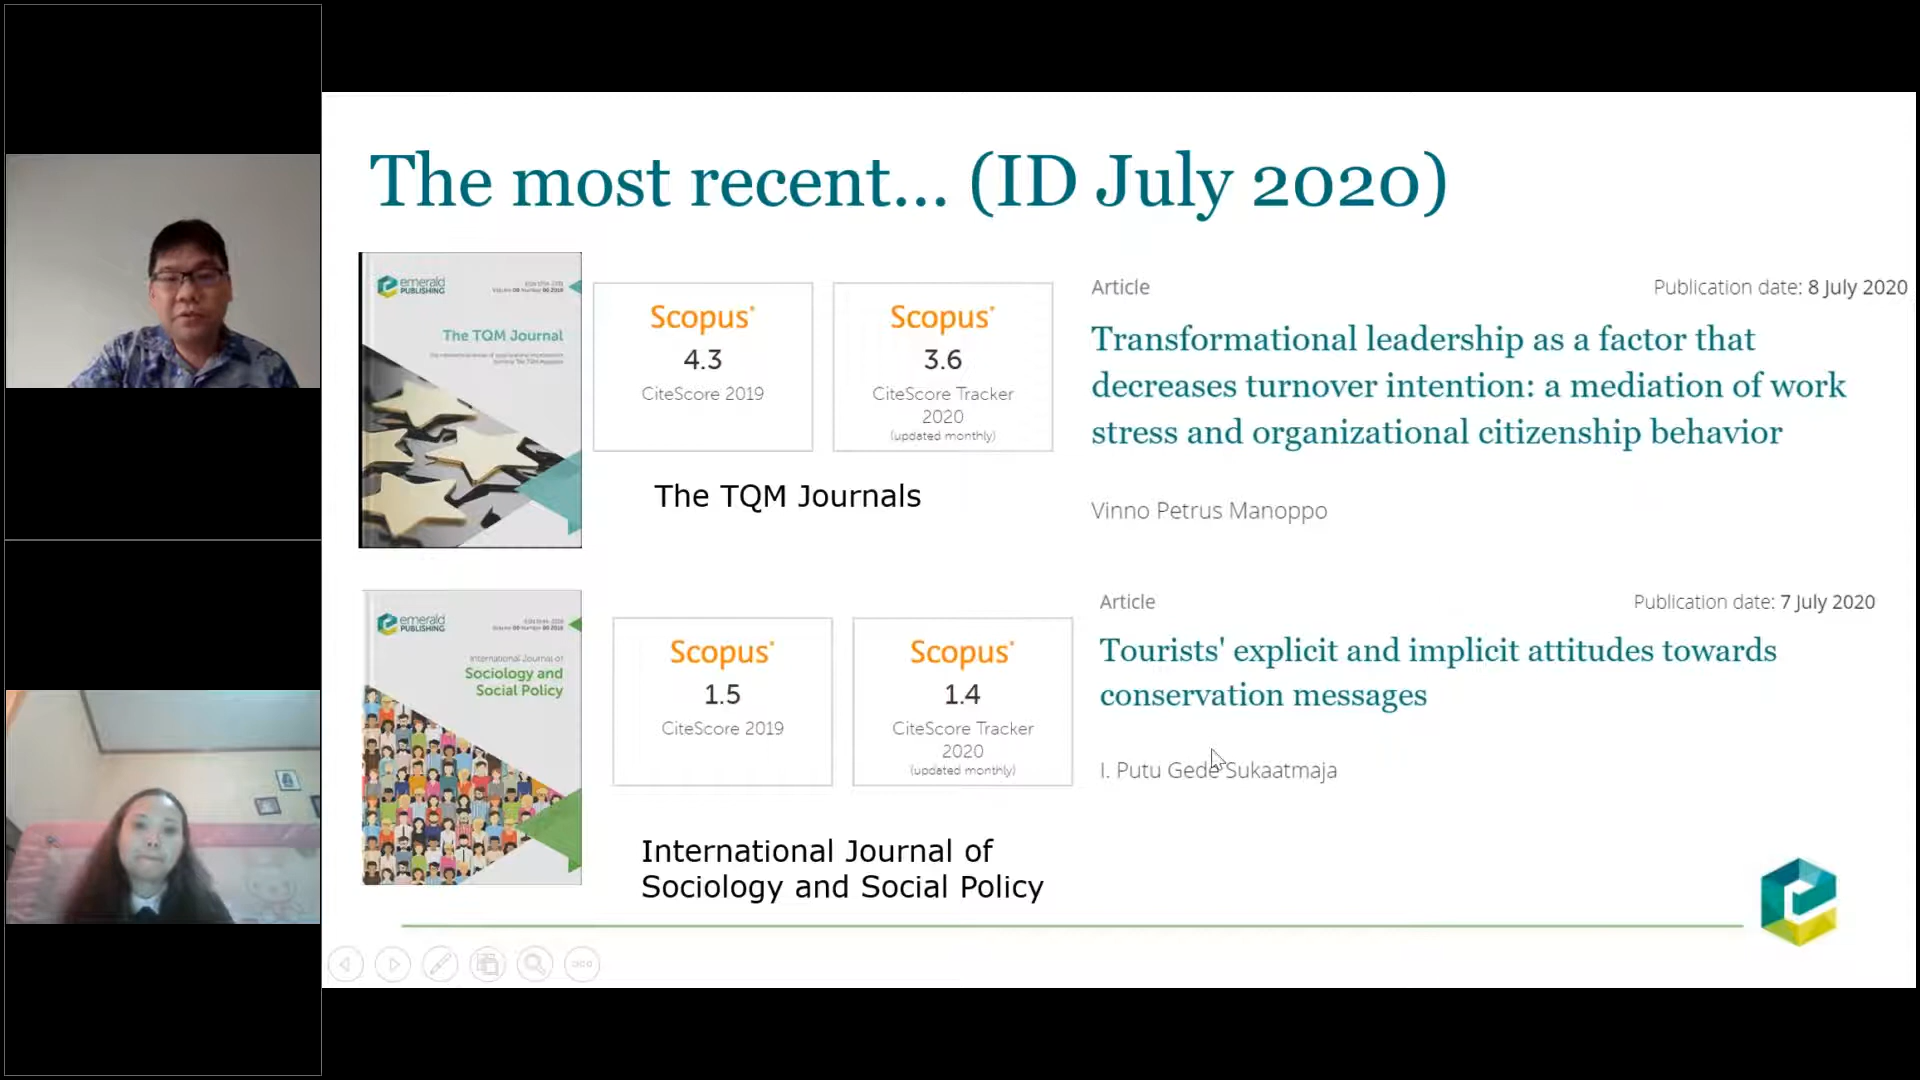 The most recent... (ID July 2020)
emerald
PUBLISHING
The TQM Journal
Scopus
4.3
CiteScore 2019
Scopus
3.6
CiteScore Tracker
2020
(updated monthly)
The TQM Journals
Article
Publication date: 8 July 2020
Transformational leadership as a factor that
decreases turnover intention: a mediation of work
stress and organizational citizenship behavior
Vinno Petrus Manoppo
emerald
PUBLISHING
International Journal of
Sociology and
Social Policy
Scopus
1.5
CiteScore 2019
Scopus
1.4
CiteScore Tracker
2020
(updated monthly)
International Journal of
Sociology and Social Policy
Article
Publication date: 7 July 2020
Tourists' explicit and implicit attitudes towards
conservation messages
I. Putu Gede Sukaatmaja